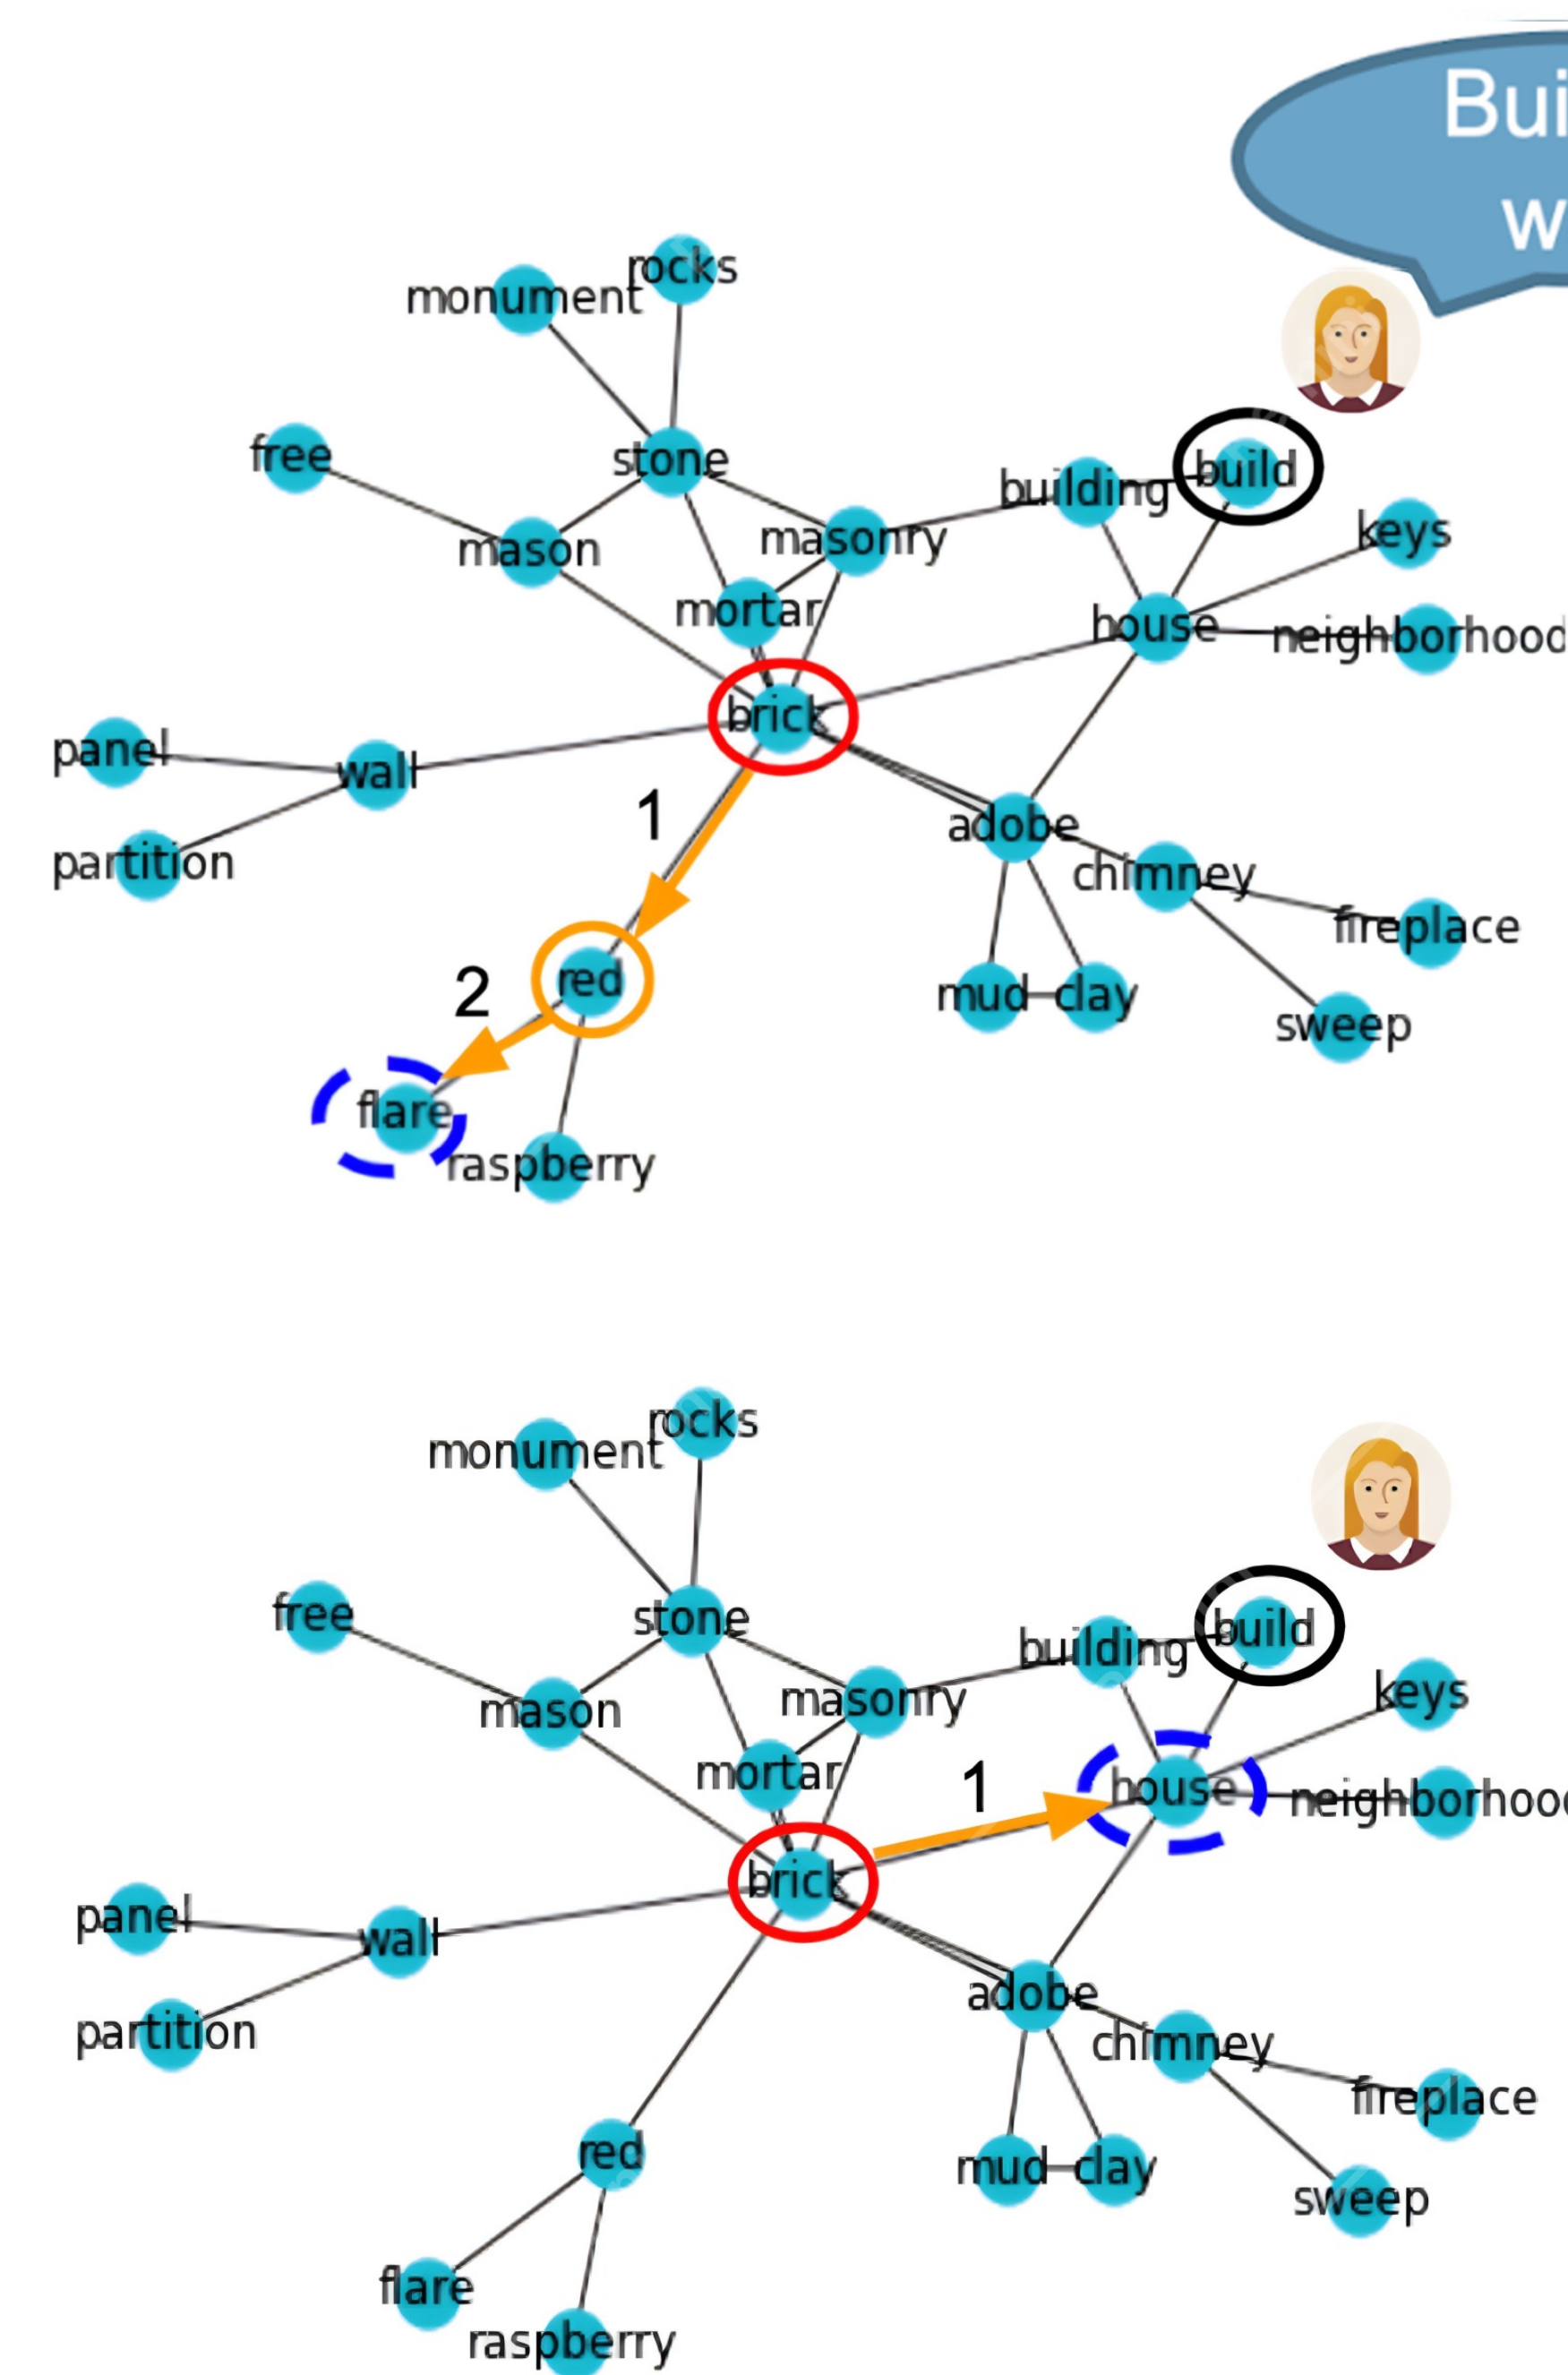 Bui
w
rocks
monument
free
stone
building
build
keys
mason
masonry
mortar
house
neighborhood
brick
panel
wall
1
adobe
partition
chimney
fireplace
red
2
mud
clay
sweep
flare
raspberry
rocks
monument
free
stone
building
build
keys
mason
masonry
mortar
1
house
neighborhoo
brick
panel
wall
adobe
partition
chimney
fireplace
red
mud
clay
sweep
flare
raspberry